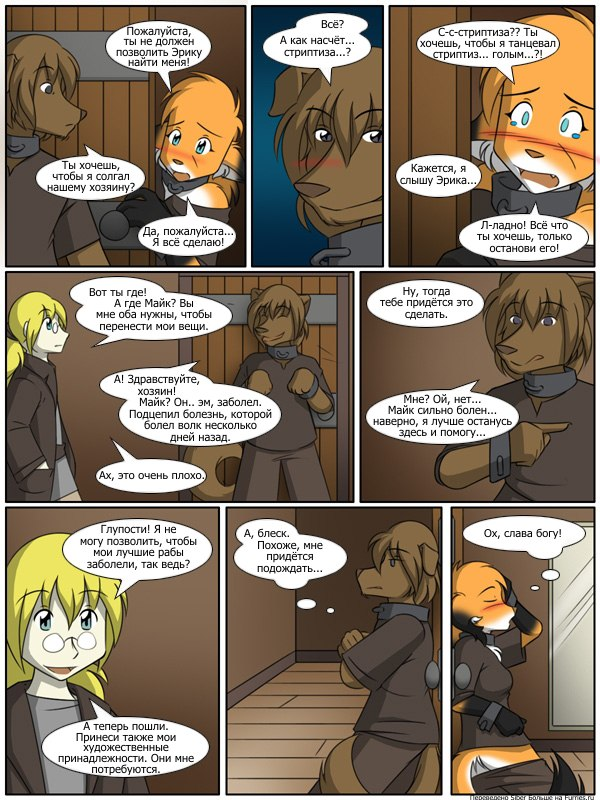 Пожалуйста,
ты не должен
позволить Эрику
найти меня!
Ты хочешь,
чтобы я солгал
нашему хозяину?
Да, пожалуйста...
Я всё сделаю!
Всё?
А как насчёт...
стриптиза...?
С-с-стриптиза?? Ты
хочешь, чтобы я танцевал
стриптиз... голым...?!
Кажется, я
слышу Эрика...
Л-ладно! Всё что
ты хочешь, только
останови его!
Вот ты где!
А где Майк? Вы
мне оба нужны, чтобы
перенести мои вещи.
А! Здравствуйте,
хозяин!
Майк? Он.. эм, заболел.
Подцепил болезнь, которой
болел волк несколько
дней назад.
Ах, это очень плохо.
Ну, тогда
тебе придётся это
сделать.
Мне? Ой, нет...
Майк сильно болен...
наверно, я лучше останусь
здесь и помогу...
Глупости! Я не
могу позволить, чтобы
мои лучшие рабы
заболели, так ведь?
А теперь пошли.
Принеси также мои
художественные
принадлежности. Они мне
потребуются.
А, блеск.
Похоже, мне
придётся
подождать...
Ох, слава богу!
Переведено Siber Больше на Furries.ru